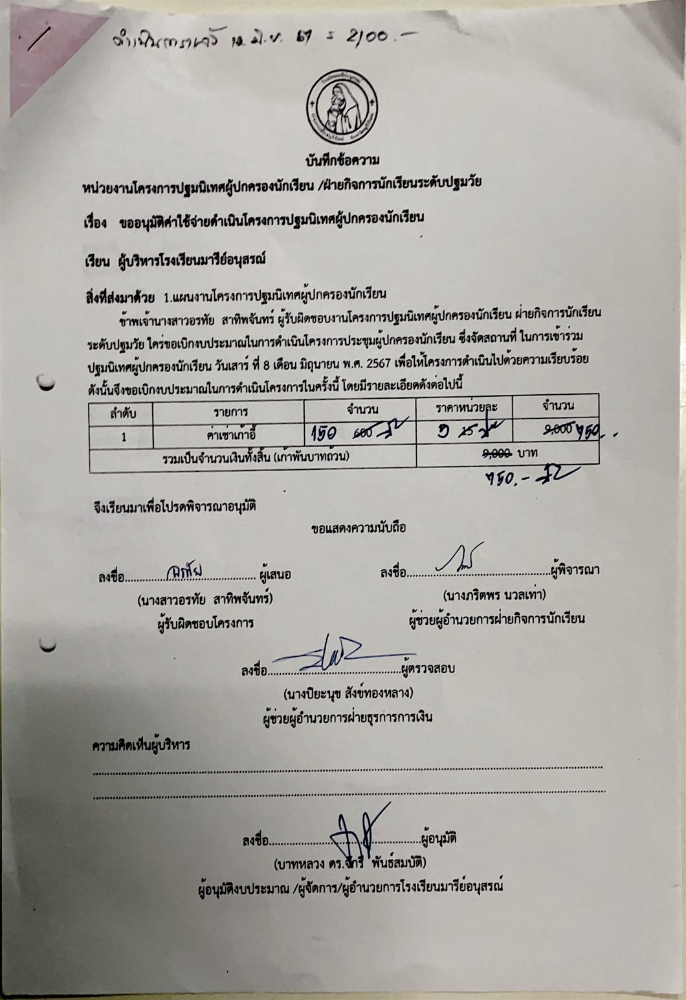 ดำเนินการแล้ว มิ.ย. 67 = 2,100.-
บันทึกข้อความ
หน่วยงานโครงการปฐมนิเทศผู้ปกครองนักเรียน /ฝ่ายกิจการนักเรียนระดับปฐมวัย
เรื่อง ขออนุมัติค่าใช้จ่ายดำเนินโครงการปฐมนิเทศผู้ปกครองนักเรียน
เรียน ผู้บริหารโรงเรียนมารีย์อนุสรณ์
สิ่งที่ส่งมาด้วย 1.แผนงานโครงการปฐมนิเทศผู้ปกครองนักเรียน
ข้าพเจ้านางสาวอรทัย สาทิพจันทร์ ผู้รับผิดชอบงานโครงการปฐมนิเทศผู้ปกครองนักเรียน ฝ่ายกิจการนักเรียน
ระดับปฐมวัย ใคร่ขอเบิกงบประมาณในการดำเนินโครงการประชุมผู้ปกครองนักเรียน ซึ่งจัดสถานที่ ในการเข้าร่วม
ปฐมนิเทศผู้ปกครองนักเรียน วันเสาร์ ที่ 8 เดือน มิถุนายน พ.ศ. 2567 เพื่อให้โครงการดำเนินไปด้วยความเรียบร้อย
ดังนั้นจึงขอเบิกงบประมาณในการดำเนินโครงการในครั้งนี้ โดยมีรายละเอียดดังต่อไปนี้
ลำดับ รายการ จำนวน ราคาหน่วยละ จำนวน
1 ค่าเช่าเก้าอี้ 150 600 5 15 9,000 750.-
รวมเป็นจำนวนเงินทั้งสิ้น (เก้าพันบาทถ้วน) 9,000 บาท
750.-
จึงเรียนมาเพื่อโปรดพิจารณาอนุมัติ
ขอแสดงความนับถือ
ลงชื่อ......อรทัย......ผู้เสนอ ลงชื่อ............ผู้พิจารณา
(นางสาวอรทัย สาทิพจันทร์) (นางภริตพร นวลเท่า)
ผู้รับผิดชอบโครงการ ผู้ช่วยผู้อำนวยการฝ่ายกิจการนักเรียน
ลงชื่อ............ผู้ตรวจสอบ
(นางปิยะนุช สังข์ทองหลาง)
ผู้ช่วยผู้อำนวยการฝ่ายธุรการการเงิน
ความคิดเห็นผู้บริหาร
ลงชื่อ............ผู้อนุมัติ
(บาทหลวง ดร.จักรี พันธ์สมบัติ)
ผู้อนุมัติงบประมาณ /ผู้จัดการ/ผู้อำนวยการโรงเรียนมารีย์อนุสรณ์